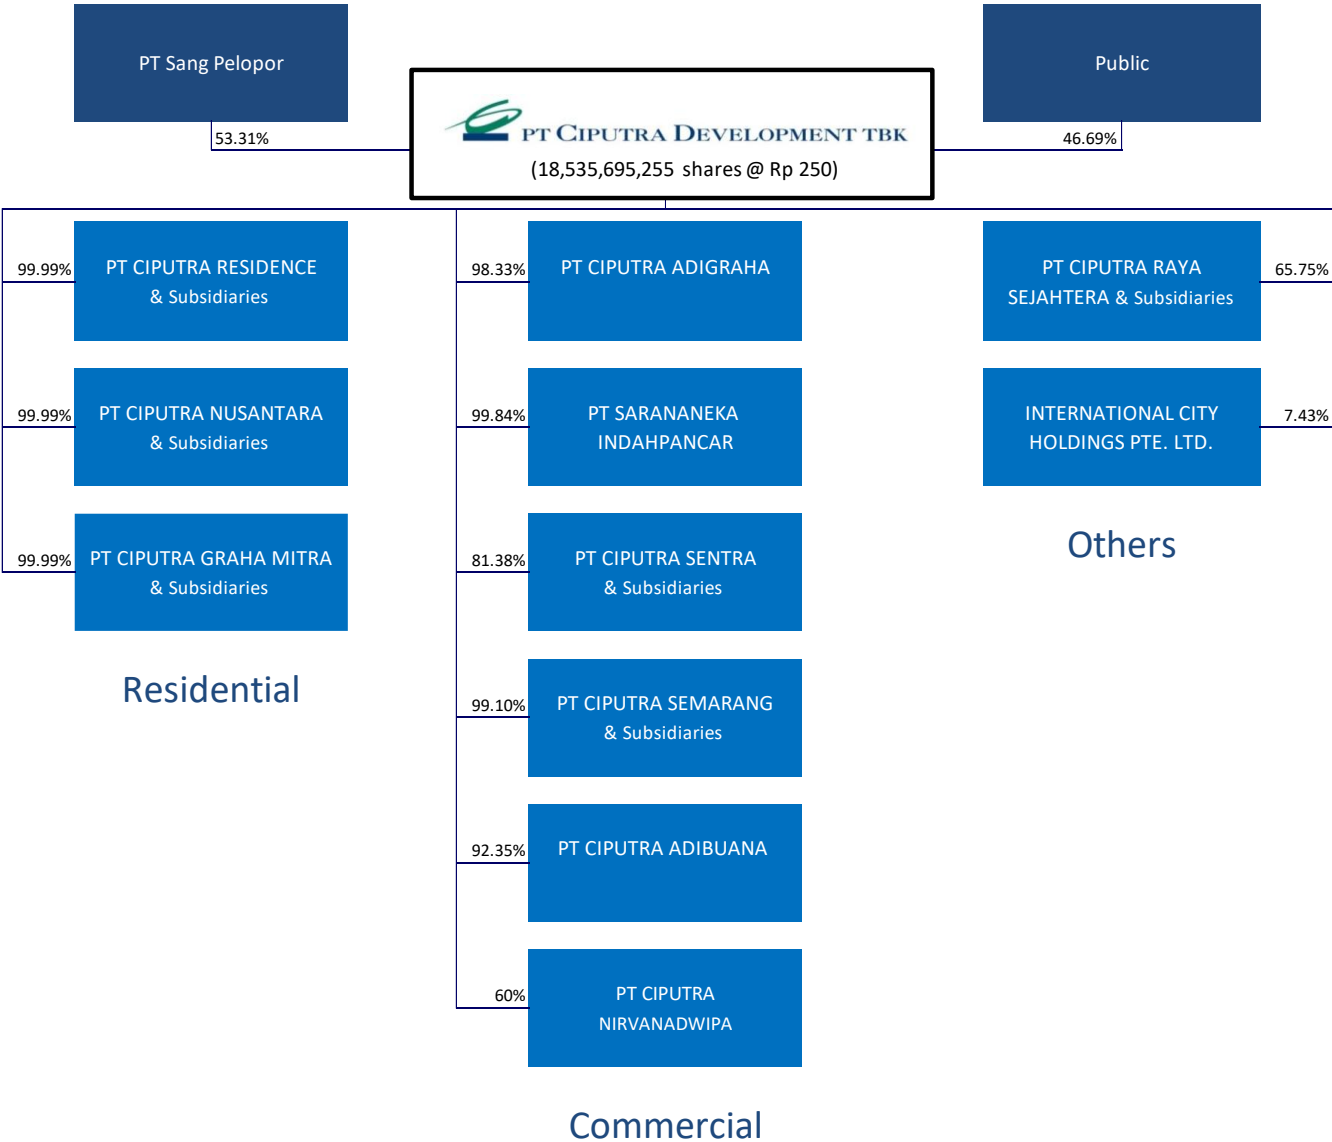 PT Sang Pelopor
Public
PT CIPUTRA DEVELOPMENT TBK
(18,535,695,255 shares @ Rp 250)
53.31%
46.69%
99.99%
PT CIPUTRA RESIDENCE
& Subsidiaries
99.99%
PT CIPUTRA NUSANTARA
& Subsidiaries
99.99%
PT CIPUTRA GRAHA MITRA
& Subsidiaries
Residential
98.33%
PT CIPUTRA ADIGRAHA
99.84%
PT SARANANEKA
INDAHPANCAR
81.38%
PT CIPUTRA SENTRA
& Subsidiaries
99.10%
PT CIPUTRA SEMARANG
& Subsidiaries
92.35%
PT CIPUTRA ADIBUANA
60%
PT CIPUTRA
NIRVANADWIPA
Commercial
PT CIPUTRA RAYA
SEJAHTERA & Subsidiaries
65.75%
INTERNATIONAL CITY
HOLDINGS PTE. LTD.
7.43%
Others